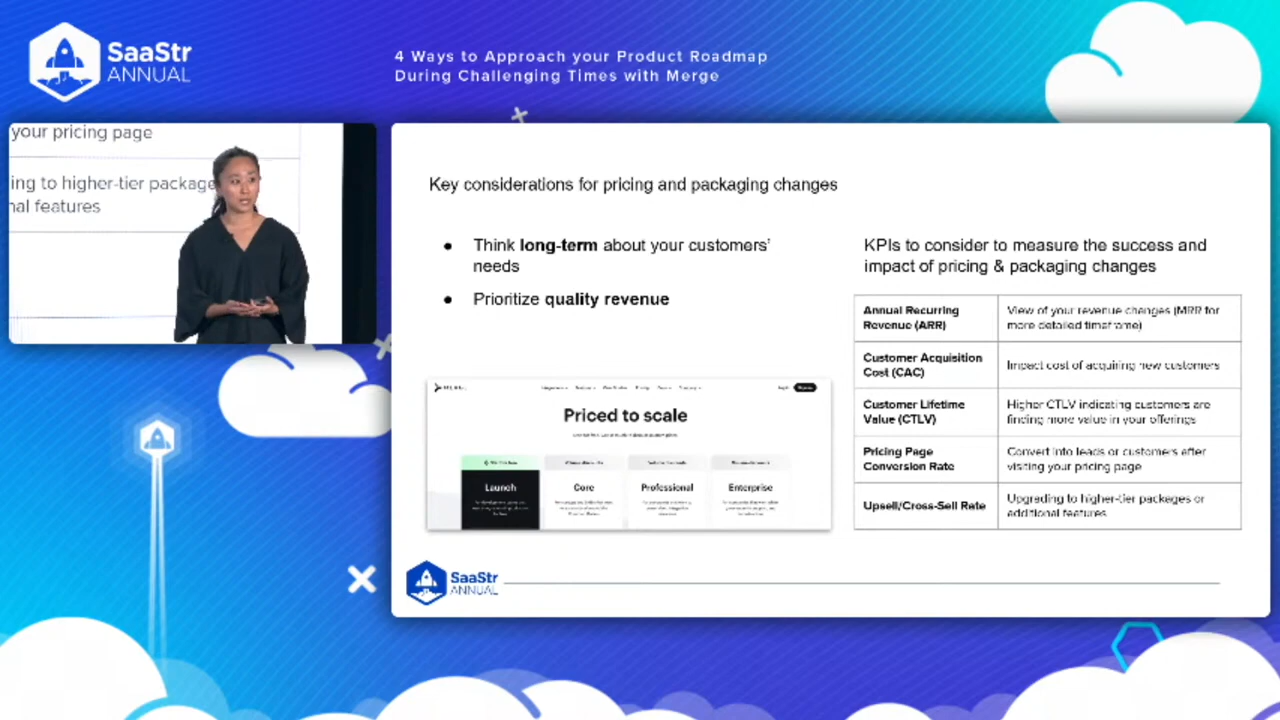 SaaStr
ANNUAL
4 Ways to Approach your Product Roadmap
During Challenging Times with Merge
your pricing page
ing to higher-tier package
nal features
Key considerations for pricing and packaging changes
● Think long-term about your customers'
needs
● Prioritize quality revenue
KPIs to consider to measure the success and
impact of pricing & packaging changes
Annual Recurring
Revenue (ARR)
View of your revenue changes (MRR for
more detailed timeframe)
Customer Acquisition
Cost (CAC)
Impact cost of acquiring new customers
Customer Lifetime
Value (CTLV)
Higher CTLV indicating customers are
finding more value in your offerings
Pricing Page
Conversion Rate
Convert into leads or customers after
visiting your pricing page
Upsell/Cross-Sell Rate
Upgrading to higher-tier packages or
additional features
Priced to scale
Launch
Core
Professional
Enterprise
SaaStr
ANNUAL